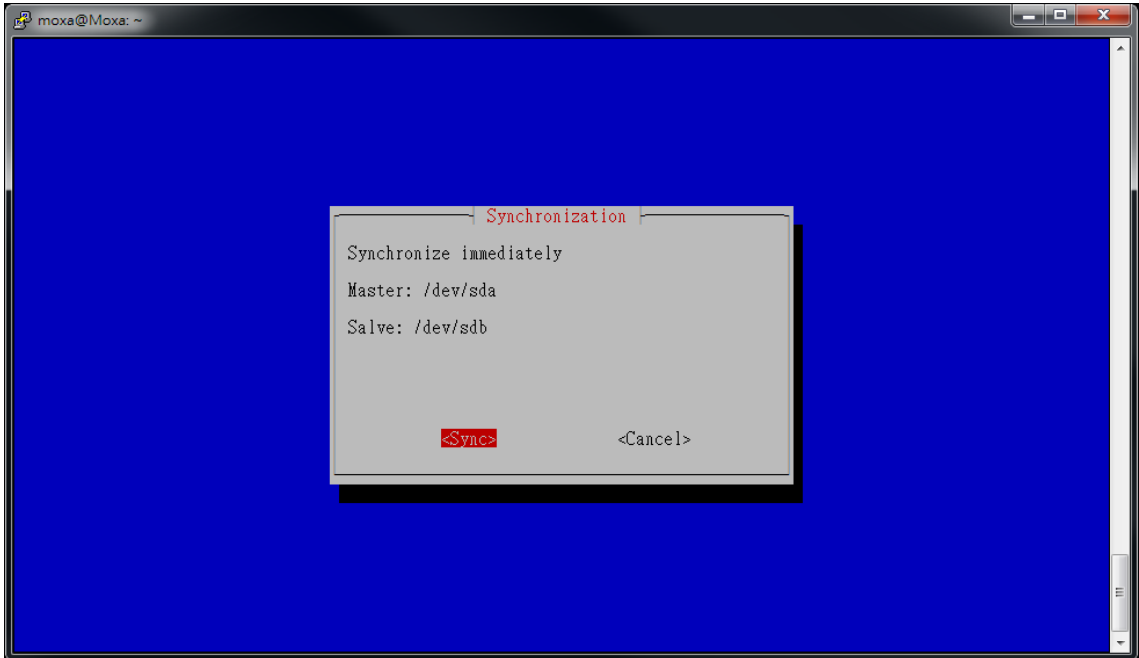 moxa@Moxa: ~
Synchronization
Synchronize immediately
Master: /dev/sda
Salve: /dev/sdb
<Sync> <Cancel>